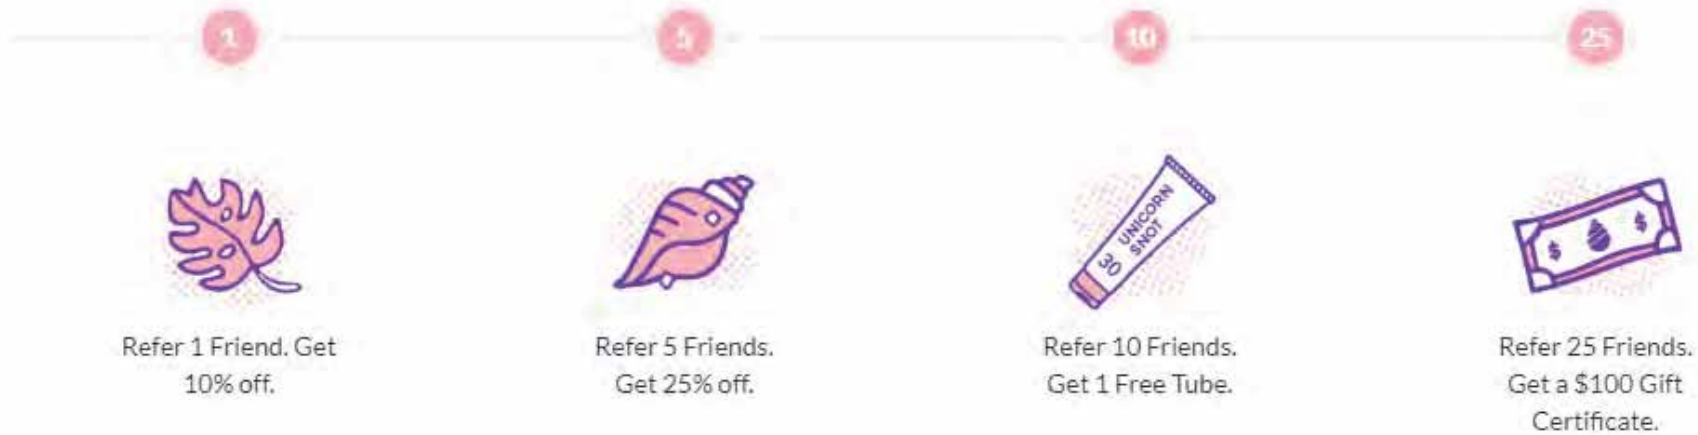 1
5
10
25
UNICORN
SNOT
30
Refer 1 Friend. Get
10% off.
Refer 5 Friends.
Get 25% off.
Refer 10 Friends.
Get 1 Free Tube.
$ $
Refer 25 Friends.
Get a $100 Gift
Certificate.